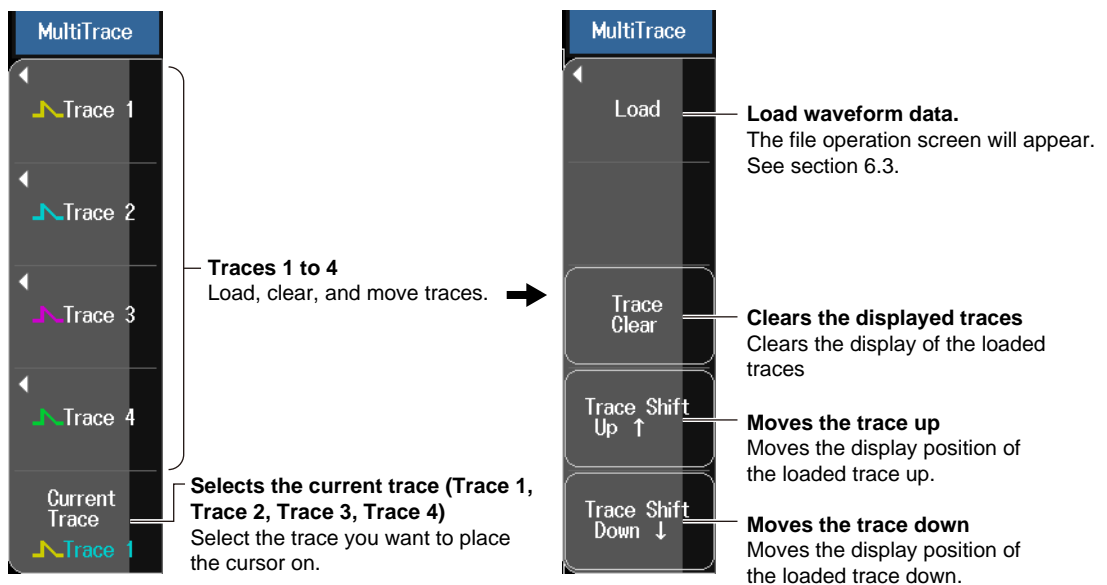 MultiTrace
Trace 1
Trace 2
Trace 3
Trace 4
Current
Trace
Trace 1
Traces 1 to 4
Load, clear, and move traces.
Selects the current trace (Trace 1,
Trace 2, Trace 3, Trace 4)
Select the trace you want to place
the cursor on.
MultiTrace
Load
Trace
Clear
Trace Shift
Up ↑
Trace Shift
Down ↓
Load waveform data.
The file operation screen will appear.
See section 6.3.
Clears the displayed traces
Clears the display of the loaded
traces
Moves the trace up
Moves the display position of
the loaded trace up.
Moves the trace down
Moves the display position of
the loaded trace down.